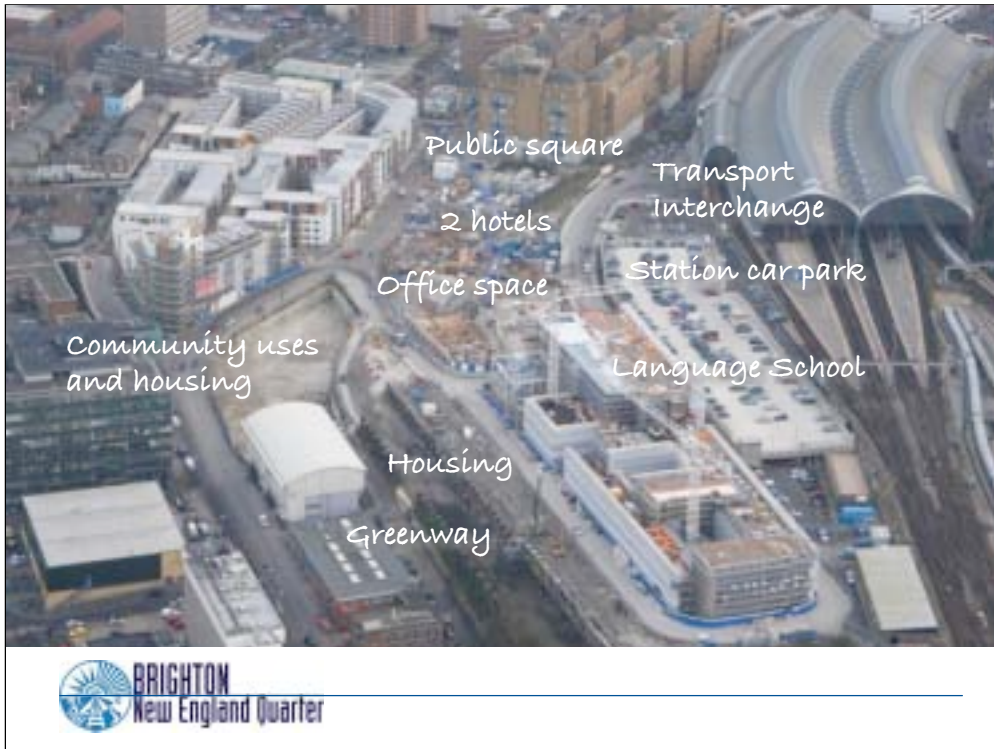 Public square
Transport
Interchange
2 hotels
Station car park
Office space
Community uses
and housing
Language School
Housing
Greenway
BRIGHTON
New England Quarter